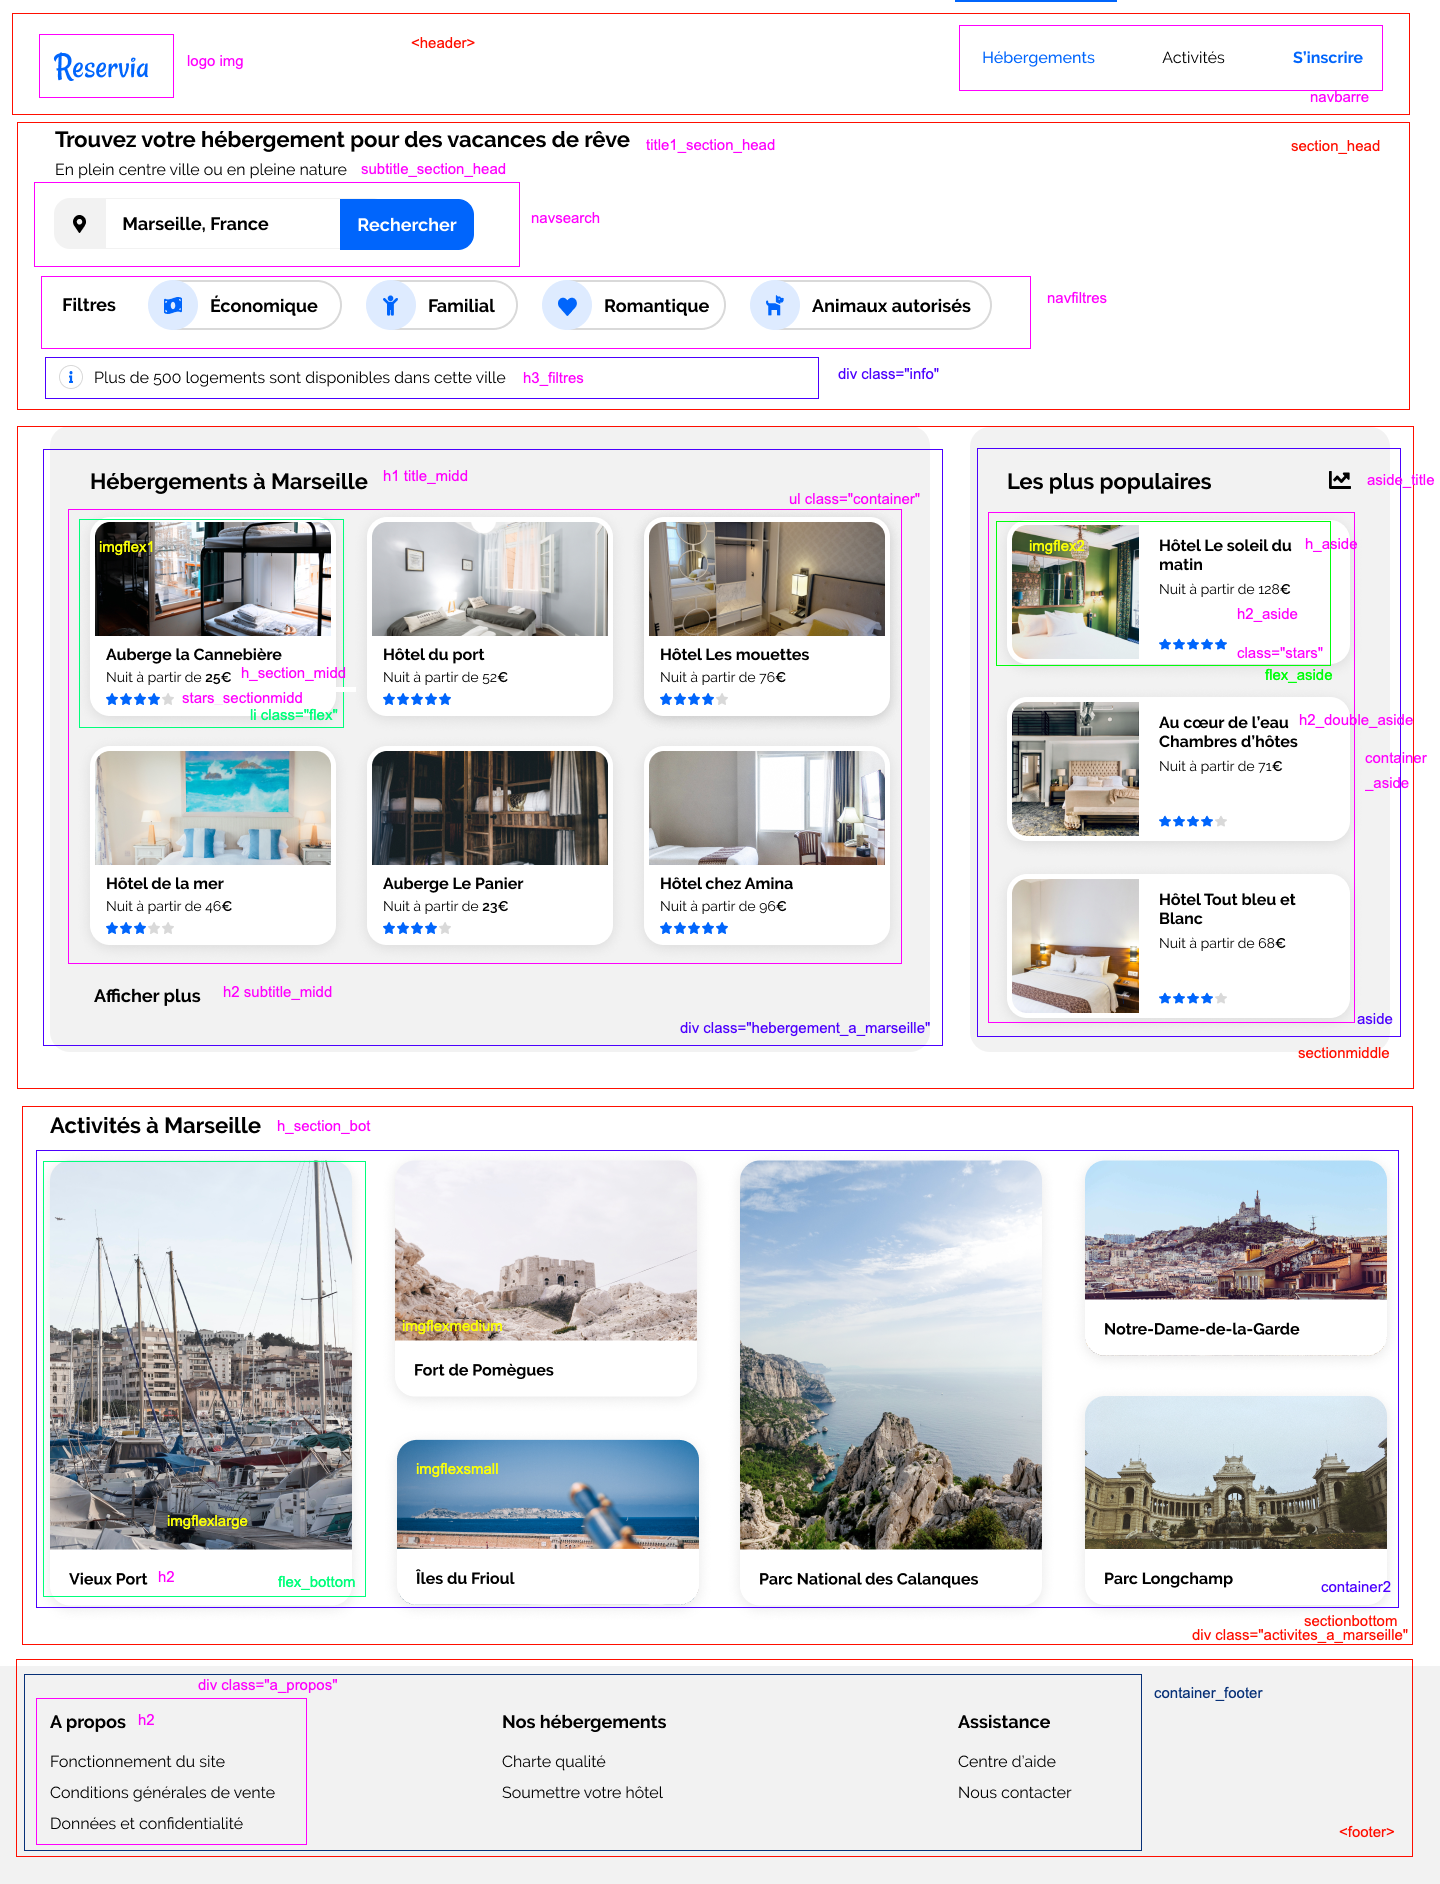 <header>
Reservia
logo img
Hébergements Activités S'inscrire
navbarre
Trouvez votre hébergement pour des vacances de rêve title1_section_head
section_head
En plein centre ville ou en pleine nature subtitle_section_head
Marseille, France Rechercher
navsearch
Filtres Économique Familial Romantique Animaux autorisés
navfiltres
Plus de 500 logements sont disponibles dans cette ville h3_filtres
div class="info"
Hébergements à Marseille h1 title_midd
ul class="container"
imgflex1
Auberge la Cannebière
Nuit à partir de 25€ h_section_midd
stars_sectionmidd
li class="flex"
Hôtel du port
Nuit à partir de 52€
Hôtel Les mouettes
Nuit à partir de 76€
Hôtel de la mer
Nuit à partir de 46€
Auberge Le Panier
Nuit à partir de 23€
Hôtel chez Amina
Nuit à partir de 96€
Afficher plus h2 subtitle_midd
div class="hebergement_a_marseille"
Les plus populaires aside_title
imgflex2
Hôtel Le soleil du h_aside
matin
Nuit à partir de 128€
h2_aside
class="stars"
flex_aside
Au cœur de l'eau h2_double_aside
Chambres d'hôtes
Nuit à partir de 71€
container
_aside
Hôtel Tout bleu et
Blanc
Nuit à partir de 68€
aside
sectionmiddle
Activités à Marseille h_section_bot
imgflexlarge
Vieux Port h2
flex_bottom
imgflexmedium
Fort de Pomègues
imgflexsmall
Îles du Frioul
Parc National des Calanques
Notre-Dame-de-la-Garde
Parc Longchamp
container2
sectionbottom
div class="activites_a_marseille"
div class="a_propos"
container_footer
A propos h2
Fonctionnement du site
Conditions générales de vente
Données et confidentialité
Nos hébergements
Charte qualité
Soumettre votre hôtel
Assistance
Centre d'aide
Nous contacter
<footer>